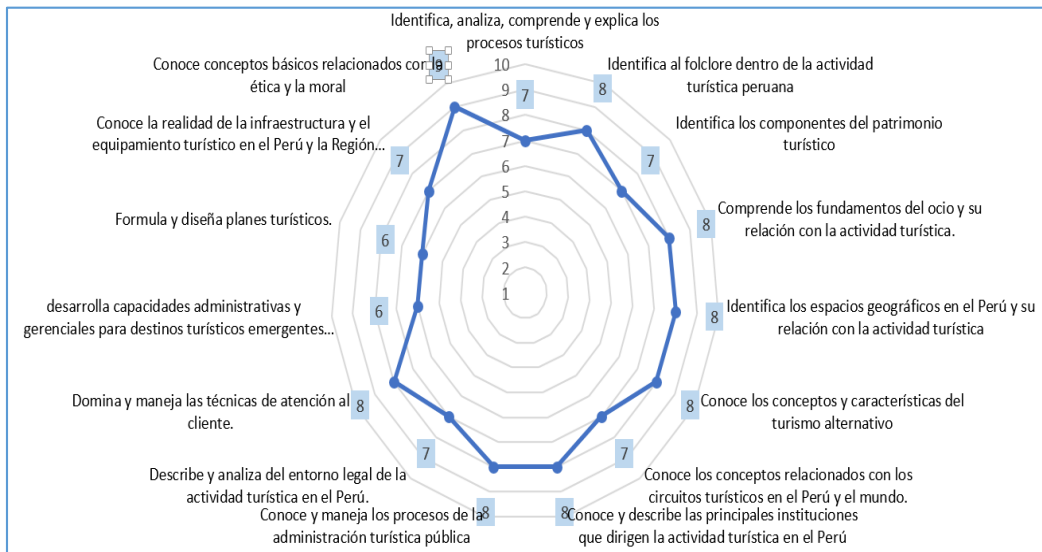 Identifica, analiza, comprende y explica los
procesos turísticos
7
Identifica al folclore dentro de la actividad
turística peruana
8
Identifica los componentes del patrimonio
turístico
7
Comprende los fundamentos del ocio y su
relación con la actividad turística.
8
Identifica los espacios geográficos en el Perú y su
relación con la actividad turística
8
Conoce los conceptos y características del
turismo alternativo
8
Conoce los conceptos relacionados con los
circuitos turísticos en el Perú y el mundo.
7
Conoce y describe las principales instituciones
que dirigen la actividad turística en el Perú
8
Conoce y maneja los procesos de la
administración turística pública
8
Describe y analiza del entorno legal de la
actividad turística en el Perú.
7
Domina y maneja las técnicas de atención al
cliente.
8
desarrolla capacidades administrativas y
gerenciales para destinos turísticos emergentes...
6
Formula y diseña planes turísticos.
6
Conoce la realidad de la infraestructura y el
equipamiento turístico en el Perú y la Región...
7
Conoce conceptos básicos relacionados con la
ética y la moral
9
10
9
8
7
6
5
4
3
2
1